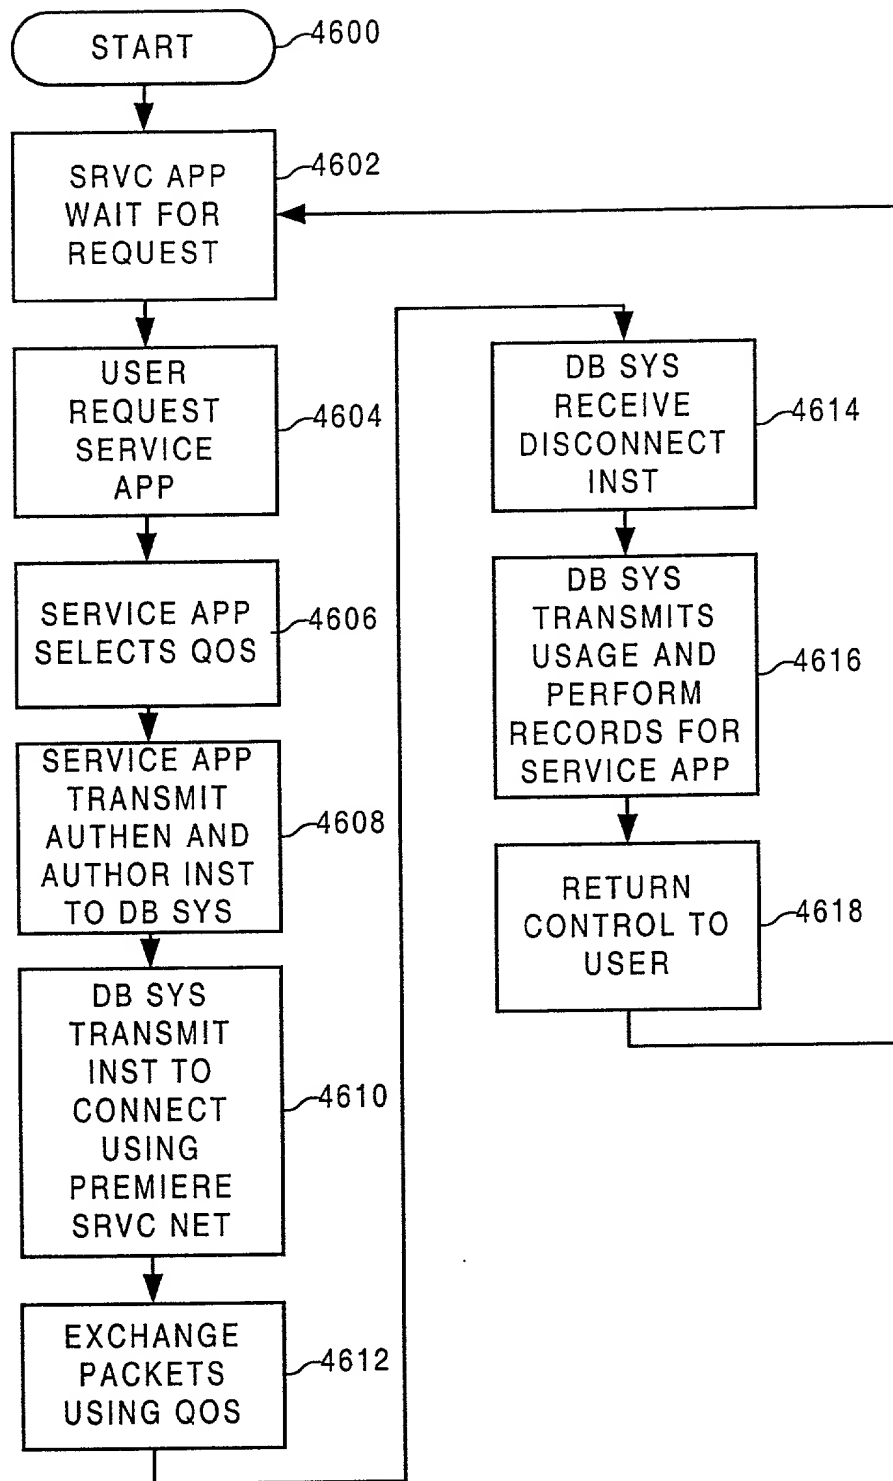 START
4600
SRVC APP
WAIT FOR
REQUEST
4602
USER
REQUEST
SERVICE
APP
4604
SERVICE APP
SELECTS QOS
4606
SERVICE APP
TRANSMIT
AUTHEN AND
AUTHOR INST
TO DB SYS
4608
DB SYS
TRANSMIT
INST TO
CONNECT
USING
PREMIERE
SRVC NET
4610
EXCHANGE
PACKETS
USING QOS
4612
DB SYS
RECEIVE
DISCONNECT
INST
4614
DB SYS
TRANSMITS
USAGE AND
PERFORM
RECORDS FOR
SERVICE APP
4616
RETURN
CONTROL TO
USER
4618